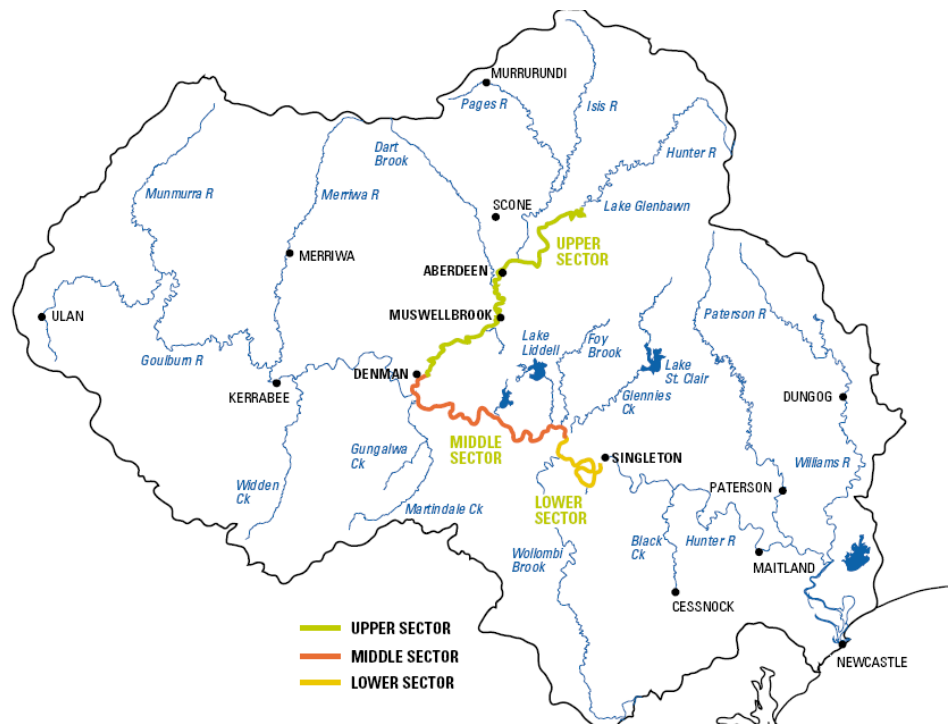 MURRURUNDI
Pages R
Isis R
Dart
Brook
Hunter R
Munmurra R
Merriwa R
SCONE
Lake Glenbawn
UPPER
SECTOR
MERRIWA
ABERDEEN
ULAN
MUSWELLBROOK
Paterson R
Goulburn R
Lake
Liddell
Foy
Brook
Lake
St. Clair
DENMAN
KERRABEE
Glennies
Ck
DUNGOG
MIDDLE
SECTOR
Gungalwa
Ck
SINGLETON
Williams R
Widden
Ck
PATERSON
LOWER
SECTOR
Martindale Ck
Wollombi
Brook
Black
Ck
Hunter R
MAITLAND
CESSNOCK
UPPER SECTOR
MIDDLE SECTOR
LOWER SECTOR
NEWCASTLE